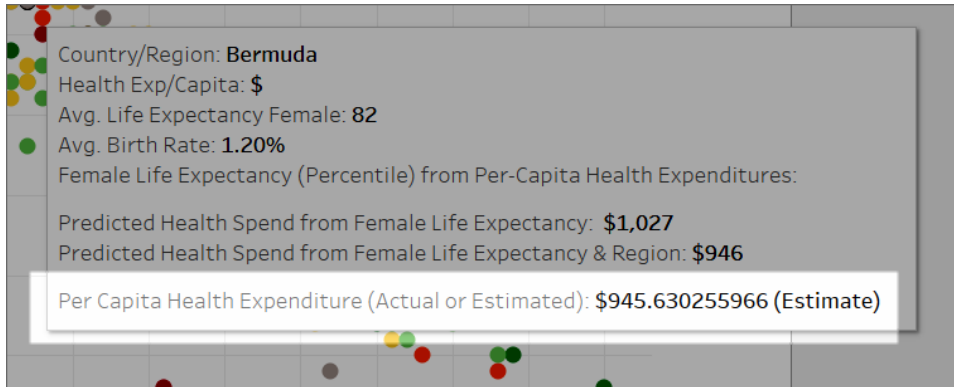 Country/Region: Bermuda
Health Exp/Capita: $
Avg. Life Expectancy Female: 82
Avg. Birth Rate: 1.20%
Female Life Expectancy (Percentile) from Per-Capita Health Expenditures:
Predicted Health Spend from Female Life Expectancy: $1,027
Predicted Health Spend from Female Life Expectancy & Region: $946
Per Capita Health Expenditure (Actual or Estimated): $945.630255966 (Estimate)